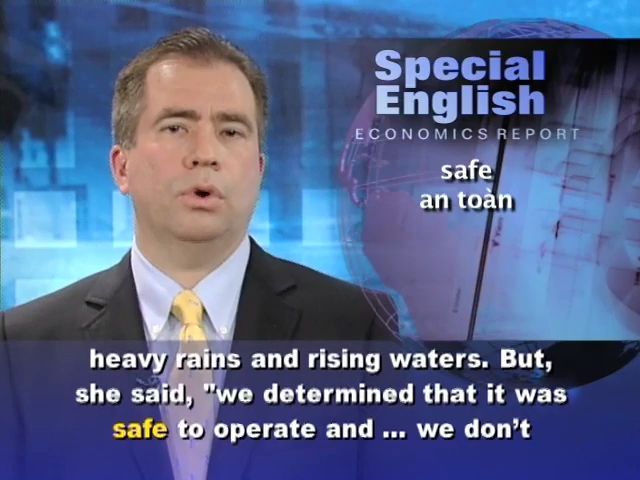 Special
English
ECONOMICS REPORT
safe
an toàn
heavy rains and rising waters. But,
she said, "we determined that it was
safe to operate and ... we don't